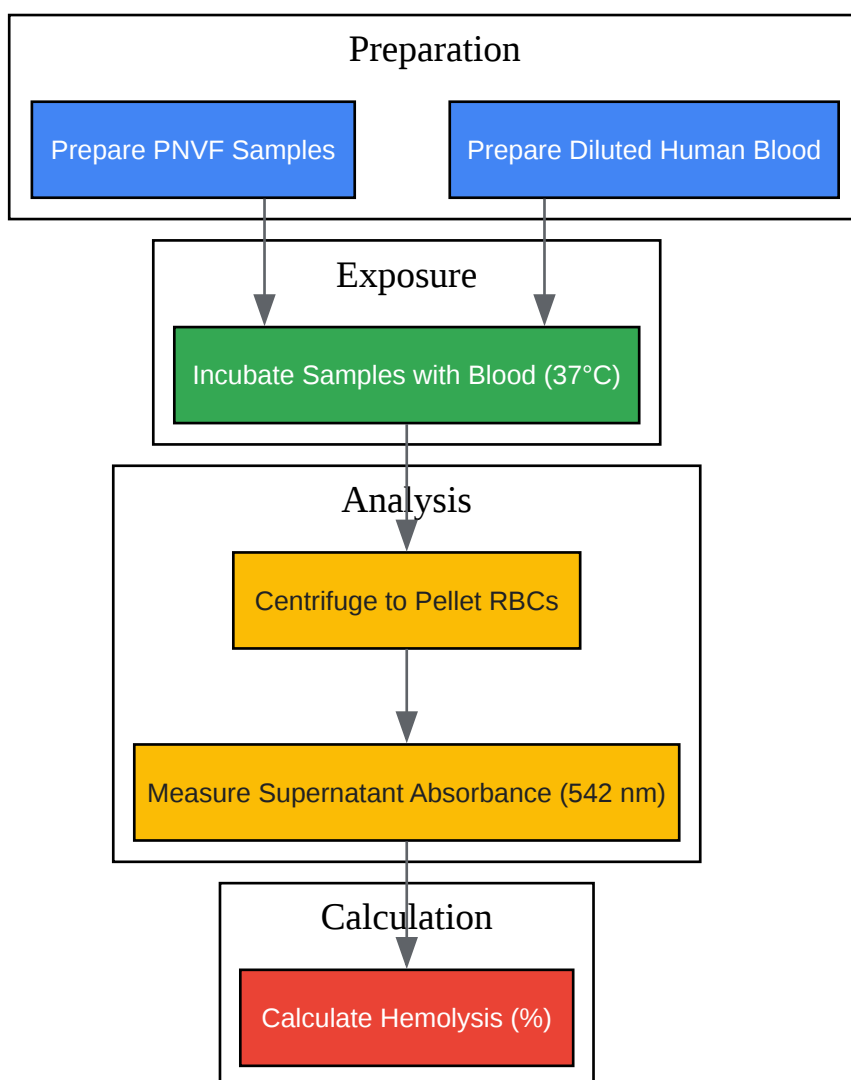 Preparation
Prepare PNVF Samples
Prepare Diluted Human Blood
Exposure
Incubate Samples with Blood (37°C)
Analysis
Centrifuge to Pellet RBCs
Measure Supernatant Absorbance (542 nm)
Calculation
Calculate Hemolysis (%)